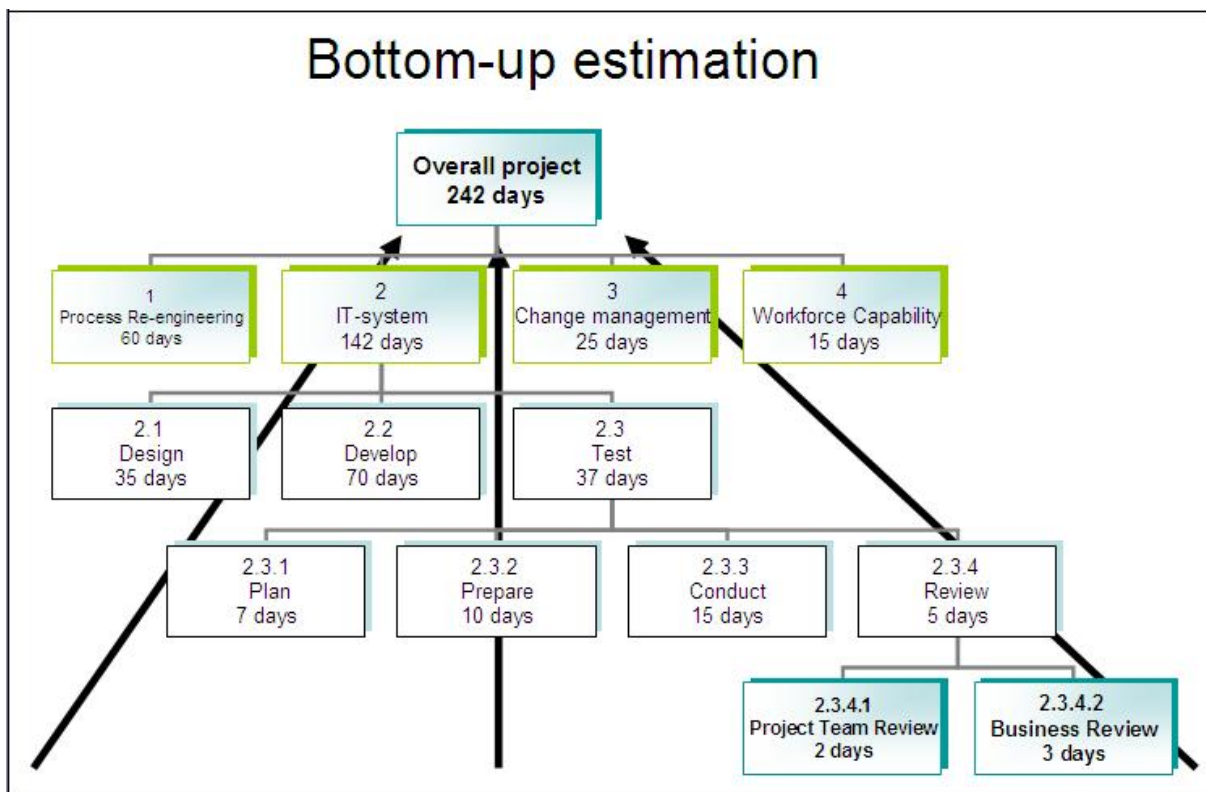 Bottom-up estimation
Overall project
242 days
1
Process Re-engineering
60 days
2
IT-system
142 days
3
Change management
25 days
4
Workforce Capability
15 days
2.1
Design
35 days
2.2
Develop
70 days
2.3
Test
37 days
2.3.1
Plan
7 days
2.3.2
Prepare
10 days
2.3.3
Conduct
15 days
2.3.4
Review
5 days
2.3.4.1
Project Team Review
2 days
2.3.4.2
Business Review
3 days